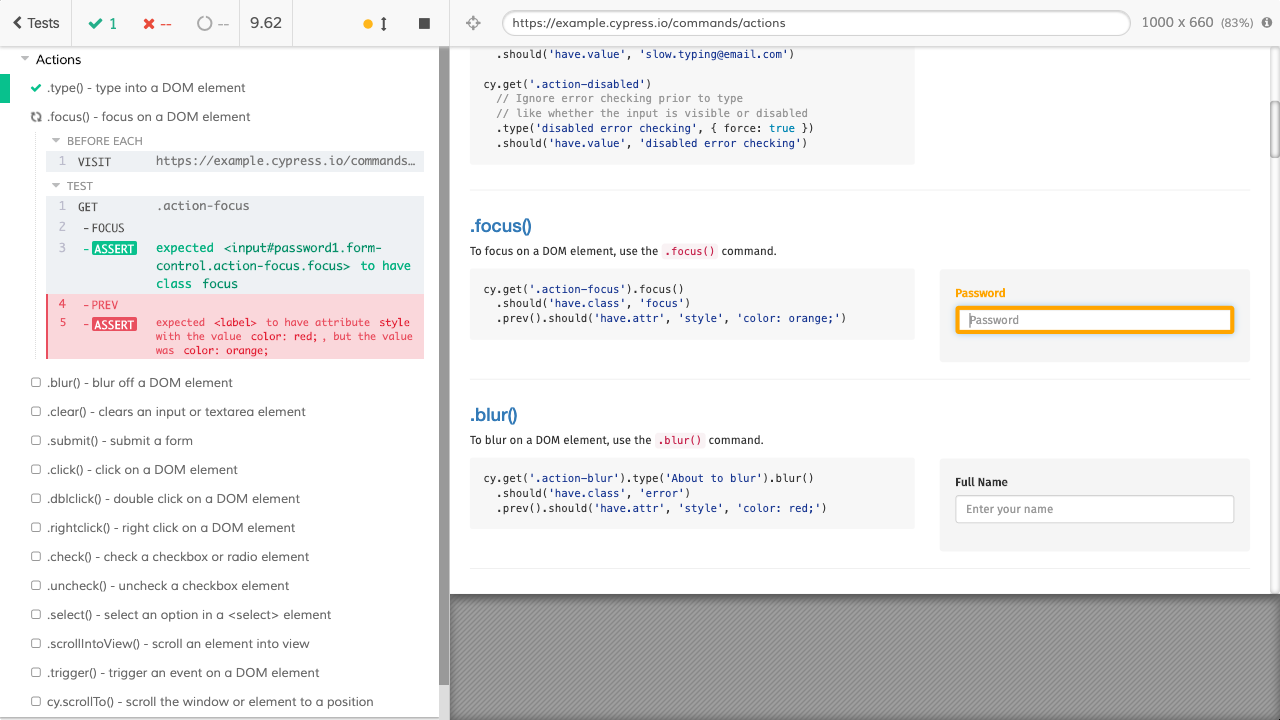 Tests
1
--
--
9.62
https://example.cypress.io/commands/actions
1000 x 660 (83%)
Actions
.type() - type into a DOM element
.focus() - focus on a DOM element
BEFORE EACH
1 VISIT https://example.cypress.io/commands…
TEST
1 GET .action-focus
2 - FOCUS
3 - ASSERT expected <input#password1.form-
control.action-focus.focus> to have
class focus
4 - PREV
5 - ASSERT expected <label> to have attribute style
with the value color: red; , but the value
was color: orange;
.blur() - blur off a DOM element
.clear() - clears an input or textarea element
.submit() - submit a form
.click() - click on a DOM element
.dblclick() - double click on a DOM element
.rightclick() - right click on a DOM element
.check() - check a checkbox or radio element
.uncheck() - uncheck a checkbox element
.select() - select an option in a <select> element
.scrollIntoView() - scroll an element into view
.trigger() - trigger an event on a DOM element
cy.scrollTo() - scroll the window or element to a position
.should('have.value', 'slow.typing@email.com')
cy.get('.action-disabled')
// Ignore error checking prior to type
// like whether the input is visible or disabled
.type('disabled error checking', { force: true })
.should('have.value', 'disabled error checking')
.focus()
To focus on a DOM element, use the .focus() command.
cy.get('.action-focus').focus()
.should('have.class', 'focus')
.prev().should('have.attr', 'style', 'color: orange;')
Password
Password
.blur()
To blur on a DOM element, use the .blur() command.
cy.get('.action-blur').type('About to blur').blur()
.should('have.class', 'error')
.prev().should('have.attr', 'style', 'color: red;')
Full Name
Enter your name